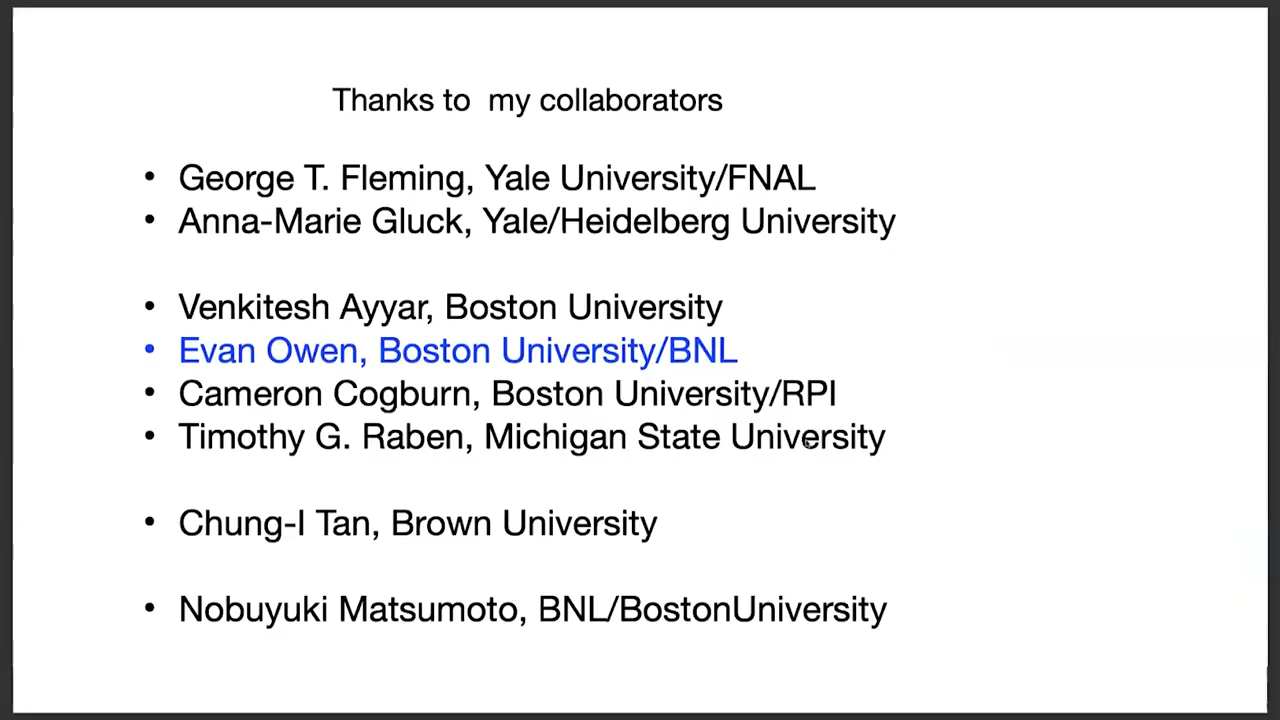 Thanks to  my collaborators
• George T. Fleming, Yale University/FNAL
• Anna-Marie Gluck, Yale/Heidelberg University
• Venkitesh Ayyar, Boston University
• Evan Owen, Boston University/BNL
• Cameron Cogburn, Boston University/RPI
• Timothy G. Raben, Michigan State University
• Chung-I Tan, Brown University
• Nobuyuki Matsumoto, BNL/BostonUniversity